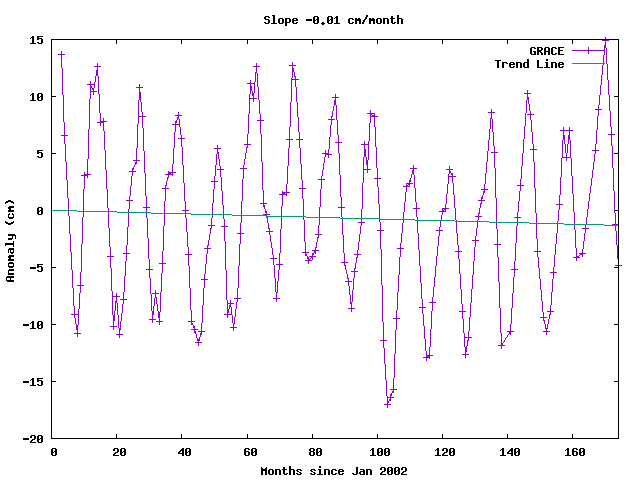 Slope -0.01 cm/month
GRACE
Trend Line
15
10
5
0
-5
-10
-15
-20
Anomaly (cm)
0 20 40 60 80 100 120 140 160
Months since Jan 2002